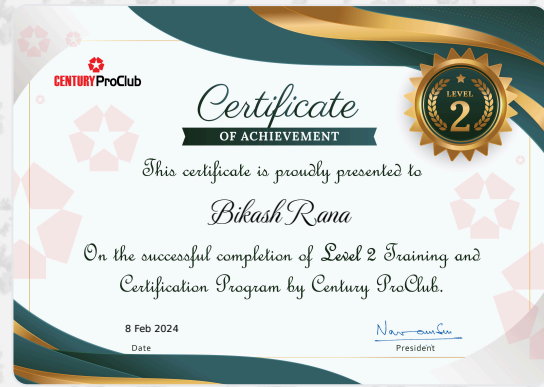 CENTURY ProClub
Certificate
OF ACHIEVEMENT
LEVEL
2
This certificate is proudly presented to
Bikash Rana
On the successful completion of Level 2 Training and
Certification Program by Century ProClub.
8 Feb 2024
Date
President